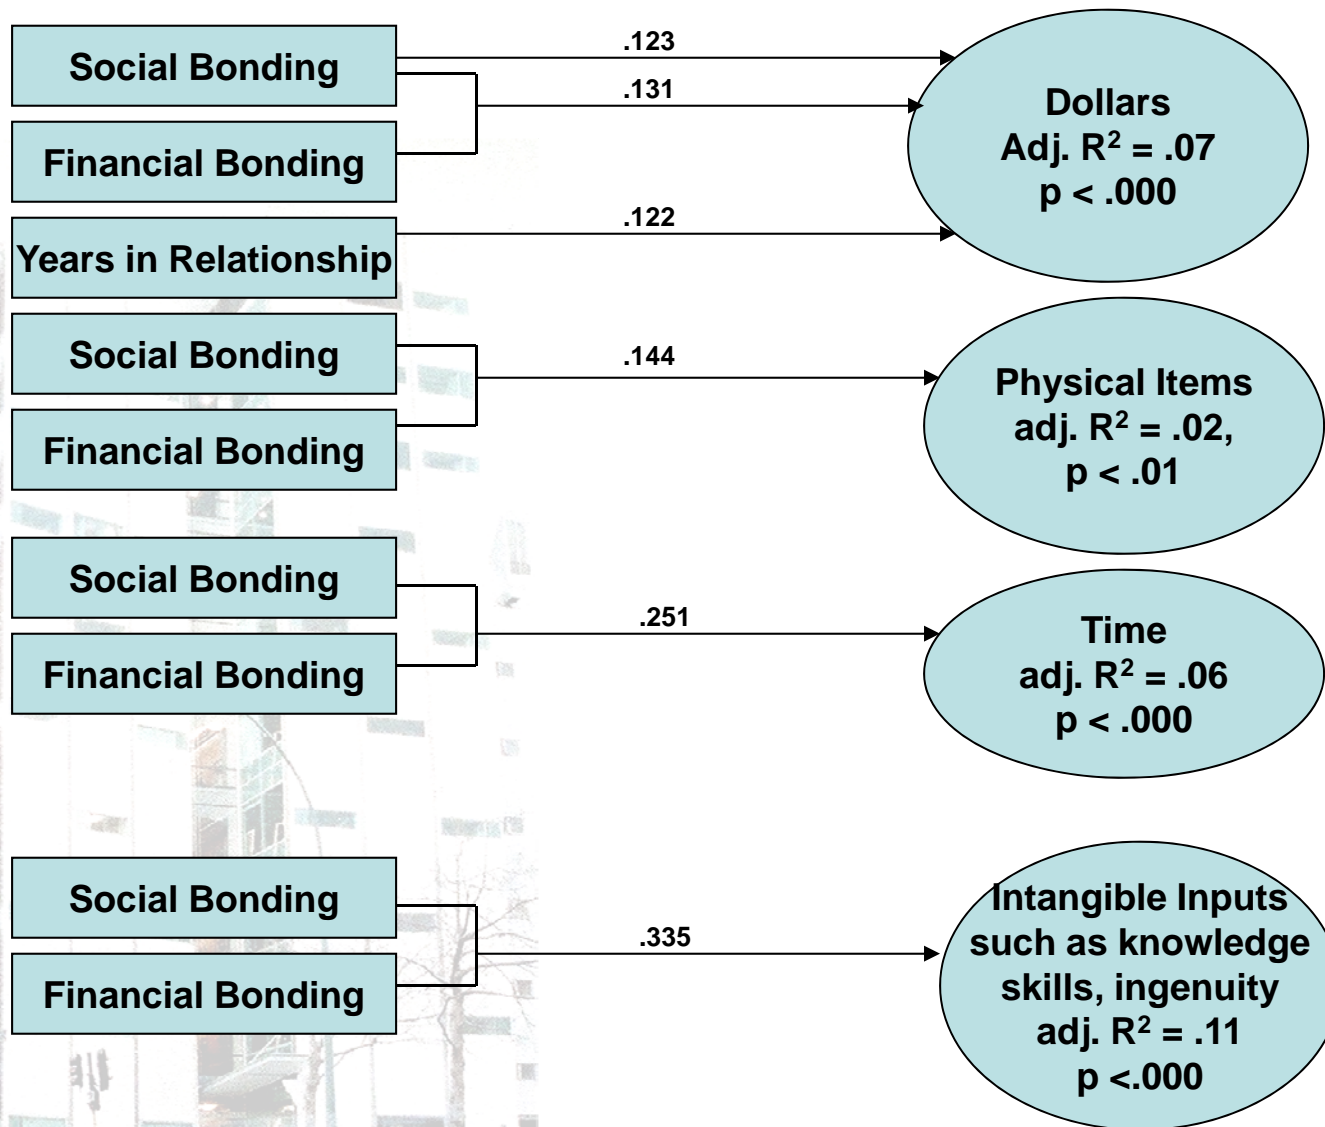 Social Bonding
.123
.131
Financial Bonding
Dollars
Adj. R² = .07
p < .000
Years in Relationship
.122
Social Bonding
.144
Financial Bonding
Physical Items
adj. R² = .02,
p < .01
Social Bonding
.251
Financial Bonding
Time
adj. R² = .06
p < .000
Social Bonding
.335
Financial Bonding
Intangible Inputs
such as knowledge
skills, ingenuity
adj. R² = .11
p <.000